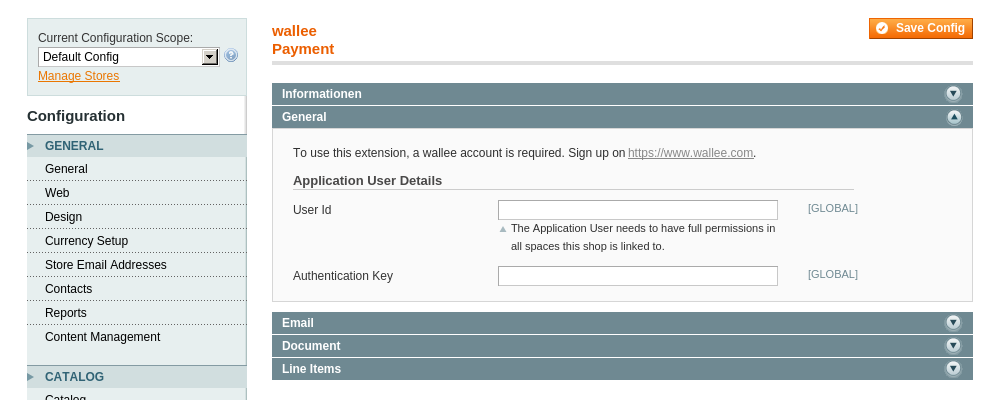 Current Configuration Scope:
Default Config
Manage Stores
Configuration
GENERAL
General
Web
Design
Currency Setup
Store Email Addresses
Contacts
Reports
Content Management
CATALOG
Catalog
wallee
Payment
Save Config
Informationen
General
To use this extension, a wallee account is required. Sign up on https://www.wallee.com.
Application User Details
User Id
[GLOBAL]
The Application User needs to have full permissions in
all spaces this shop is linked to.
Authentication Key
[GLOBAL]
Email
Document
Line Items